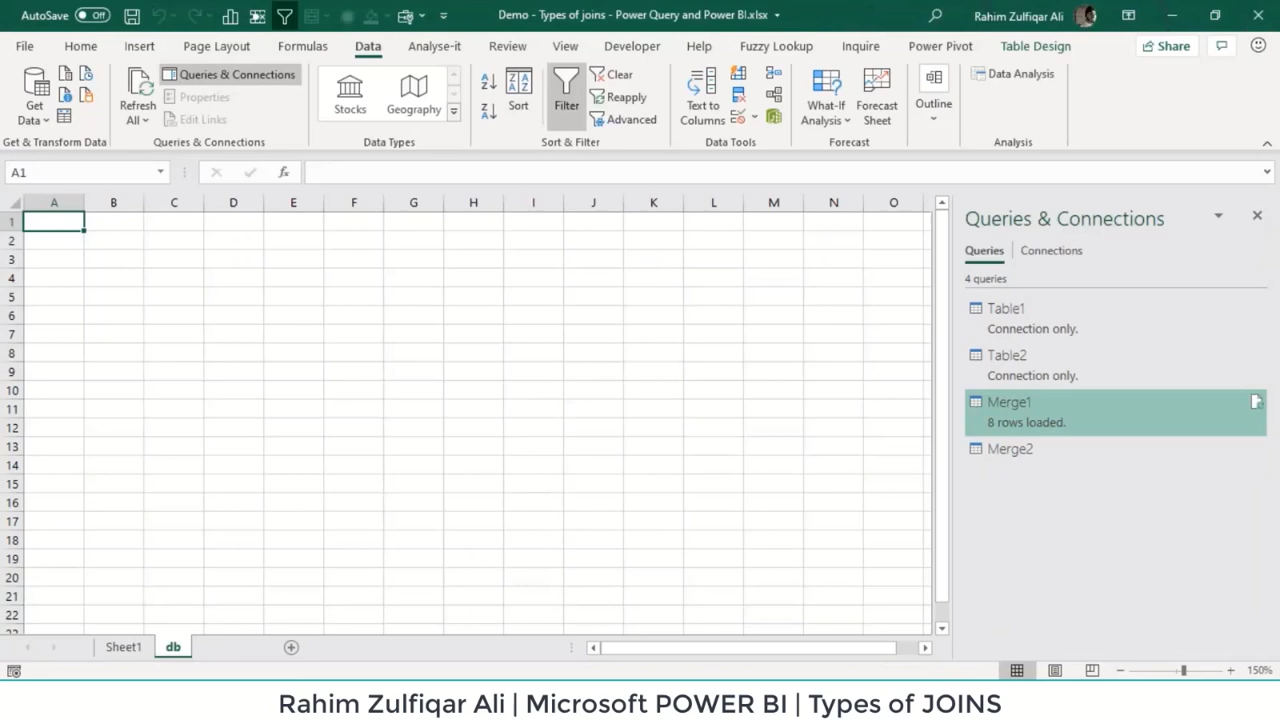 AutoSave Off Demo - Types of joins - Power Query and Power BI.xlsx Rahim Zulfiqar Ali
File Home Insert Page Layout Formulas Data Analyse-it Review View Developer Help Fuzzy Lookup Inquire Power Pivot Table Design Share
Get Data
Refresh All
Queries & Connections
Properties
Edit Links
Stocks
Geography
Sort
Filter
Clear
Reapply
Advanced
Text to Columns
What-If Analysis
Forecast Sheet
Outline
Data Analysis
Get & Transform Data Queries & Connections Data Types Sort & Filter Data Tools Forecast Analysis
A1 fx
A B C D E F G H I J K L M N O
1
2
3
4
5
6
7
8
9
10
11
12
13
14
15
16
17
18
19
20
21
22
Queries & Connections
Queries Connections
4 queries
Table1
Connection only.
Table2
Connection only.
Merge1
8 rows loaded.
Merge2
Sheet1 db
150%
Rahim Zulfiqar Ali | Microsoft POWER BI | Types of JOINS